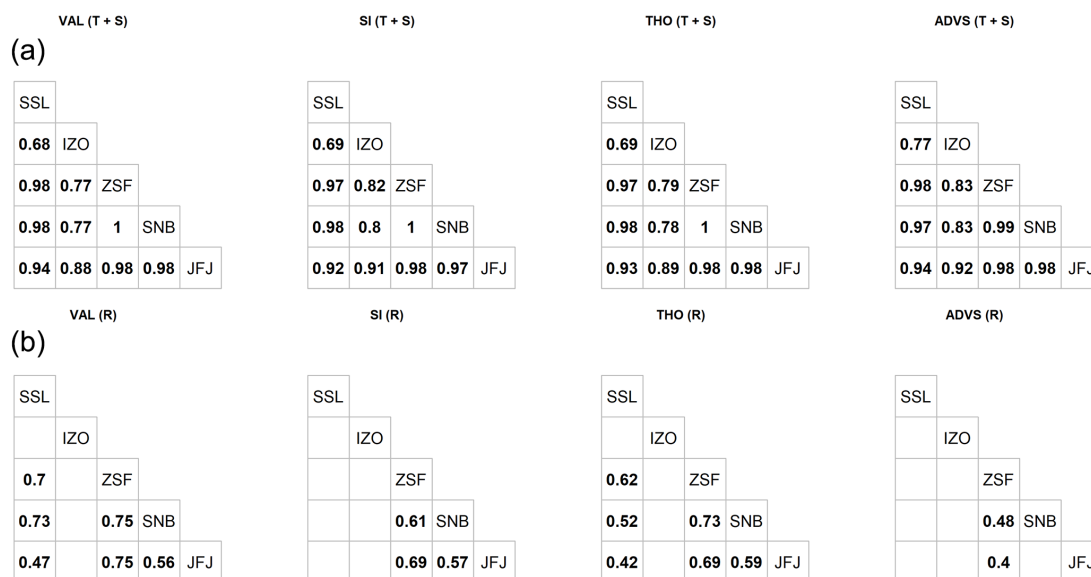 VAL (T + S) SI (T + S) THO (T + S) ADVS (T + S)
(a)
SSL SSL SSL SSL
0.68 IZO 0.69 IZO 0.69 IZO 0.77 IZO
0.98 0.77 ZSF 0.97 0.82 ZSF 0.97 0.79 ZSF 0.98 0.83 ZSF
0.98 0.77 1 SNB 0.98 0.8 1 SNB 0.98 0.78 1 SNB 0.97 0.83 0.99 SNB
0.94 0.88 0.98 0.98 JFJ 0.92 0.91 0.98 0.97 JFJ 0.93 0.89 0.98 0.98 JFJ 0.94 0.92 0.98 0.98 JFJ
VAL (R) SI (R) THO (R) ADVS (R)
(b)
SSL SSL SSL SSL
IZO IZO IZO IZO
0.7 ZSF ZSF 0.62 ZSF ZSF
0.73 0.75 SNB 0.61 SNB 0.52 0.73 SNB 0.48 SNB
0.47 0.75 0.56 JFJ 0.69 0.57 JFJ 0.42 0.69 0.59 JFJ 0.4 JFJ